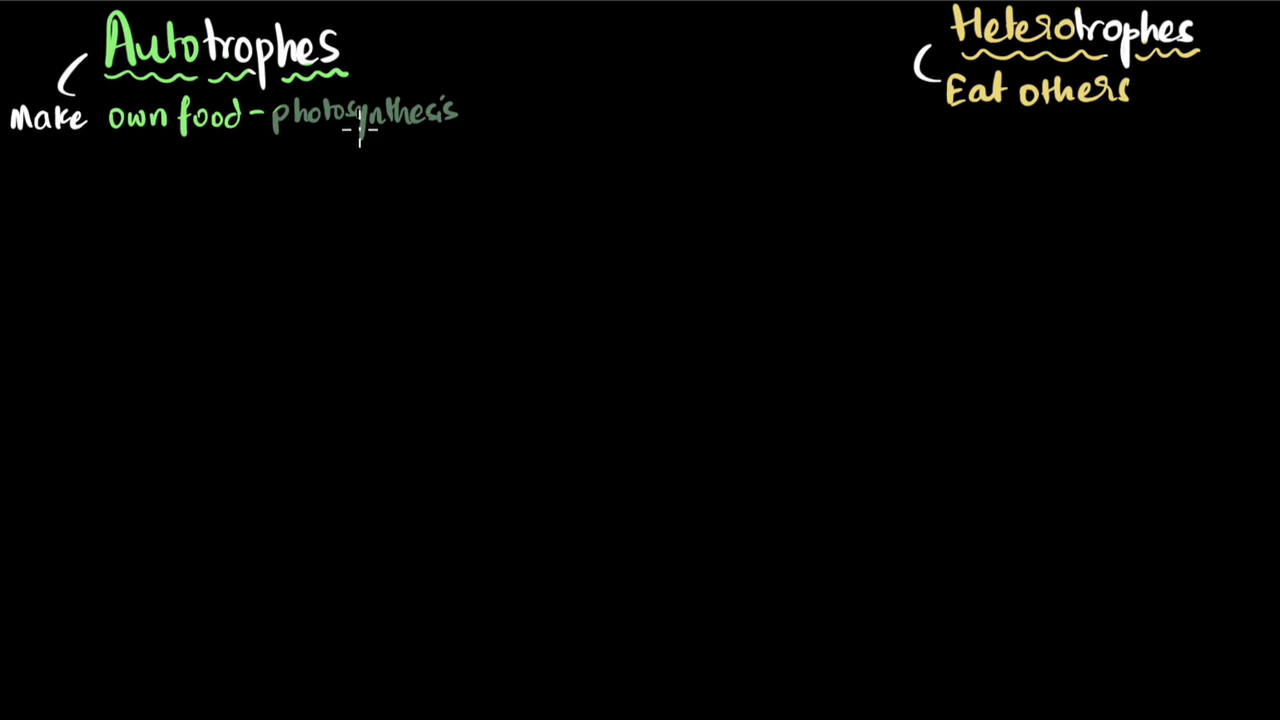 Autotrophes
Make own food - photosynthesis
Heterotrophes
Eat others